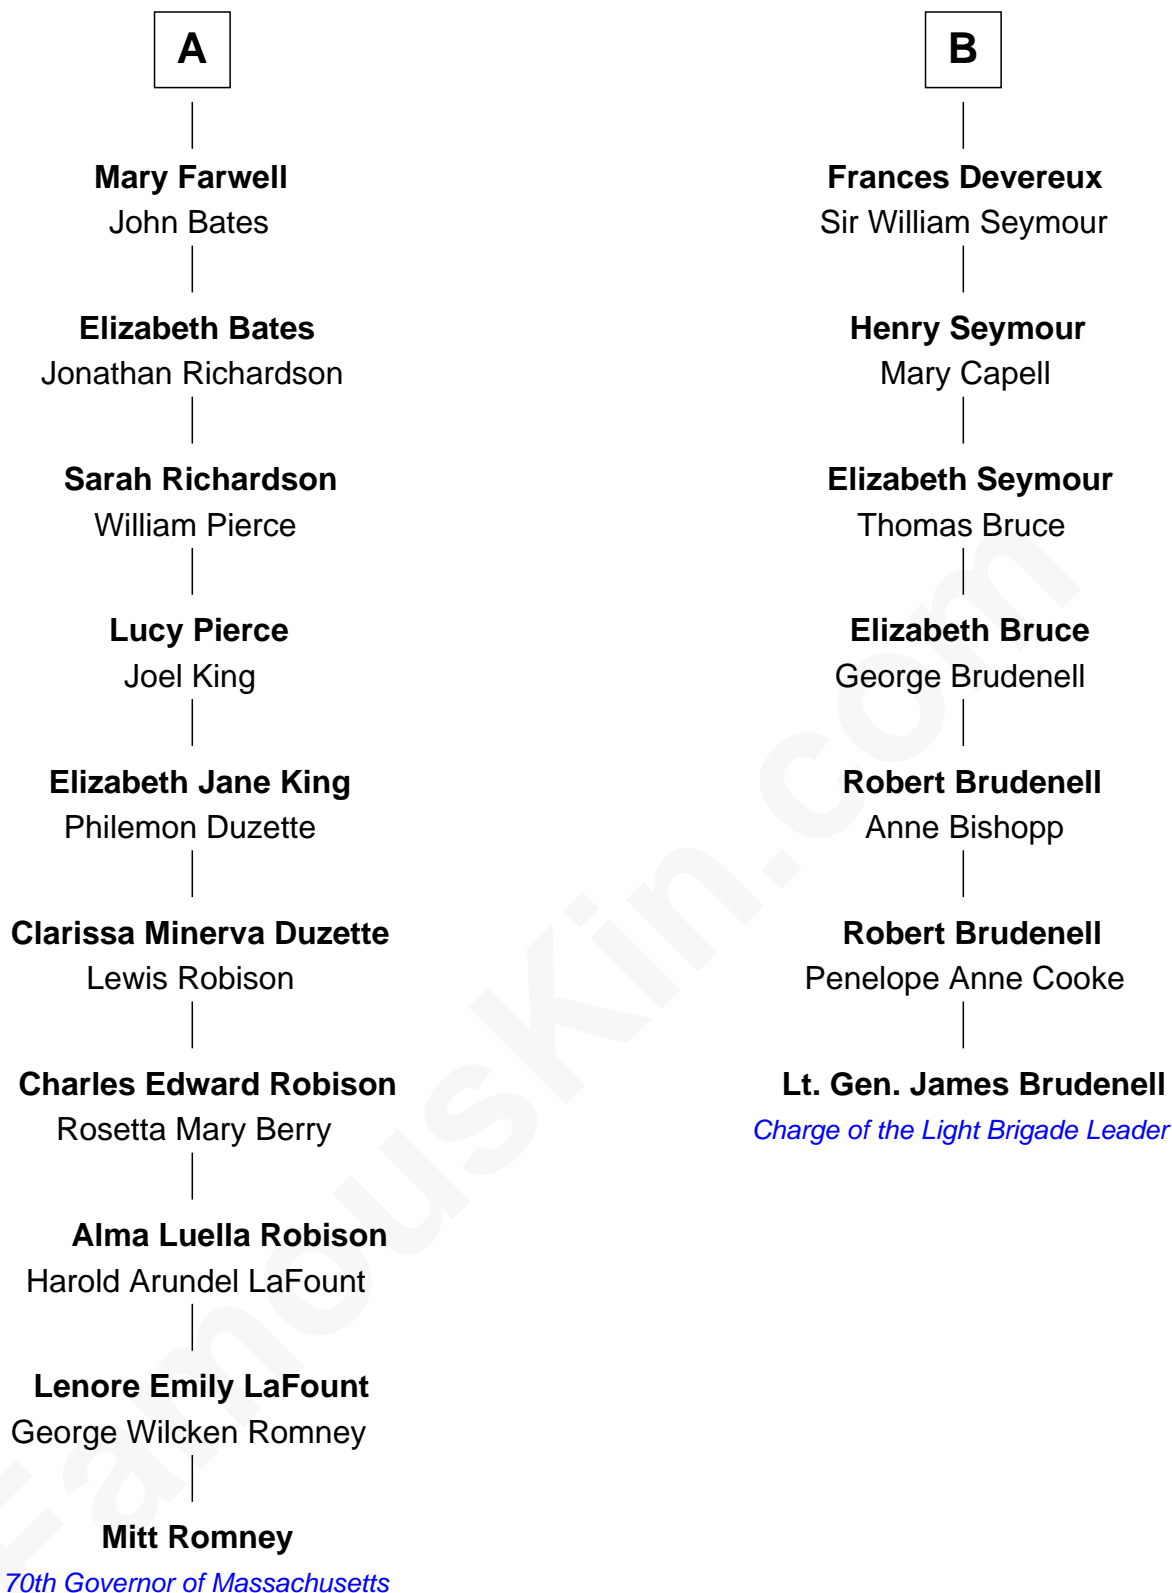 A
Mary Farwell
John Bates
Elizabeth Bates
Jonathan Richardson
Sarah Richardson
William Pierce
Lucy Pierce
Joel King
Elizabeth Jane King
Philemon Duzette
Clarissa Minerva Duzette
Lewis Robison
Charles Edward Robison
Rosetta Mary Berry
Alma Luella Robison
Harold Arundel LaFount
Lenore Emily LaFount
George Wilcken Romney
Mitt Romney
70th Governor of Massachusetts
B
Frances Devereux
Sir William Seymour
Henry Seymour
Mary Capell
Elizabeth Seymour
Thomas Bruce
Elizabeth Bruce
George Brudenell
Robert Brudenell
Anne Bishopp
Robert Brudenell
Penelope Anne Cooke
Lt. Gen. James Brudenell
Charge of the Light Brigade Leader
FamousKin.com